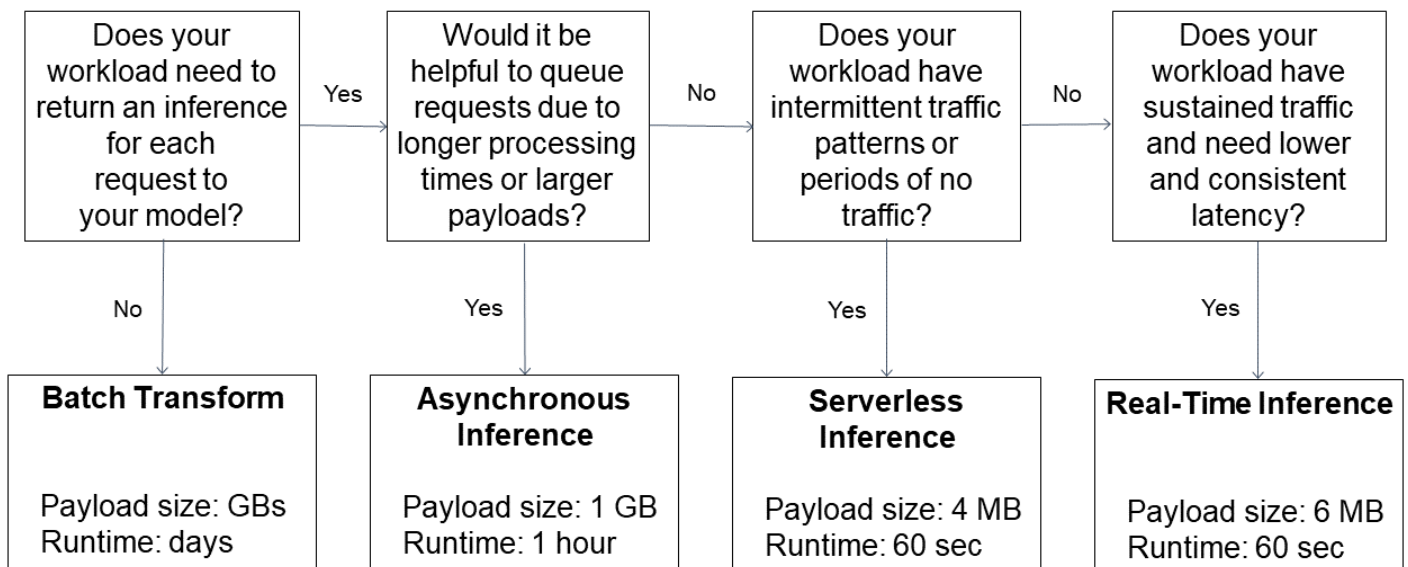 Does your
workload need to
return an inference
for each
request to
your model?
Yes
Would it be
helpful to queue
requests due to
longer processing
times or larger
payloads?
No
Does your
workload have
intermittent traffic
patterns or
periods of no
traffic?
No
Does your
workload have
sustained traffic
and need lower
and consistent
latency?
No
Yes
Yes
Yes
Batch Transform
Payload size: GBs
Runtime: days
Asynchronous
Inference
Payload size: 1 GB
Runtime: 1 hour
Serverless
Inference
Payload size: 4 MB
Runtime: 60 sec
Real-Time Inference
Payload size: 6 MB
Runtime: 60 sec